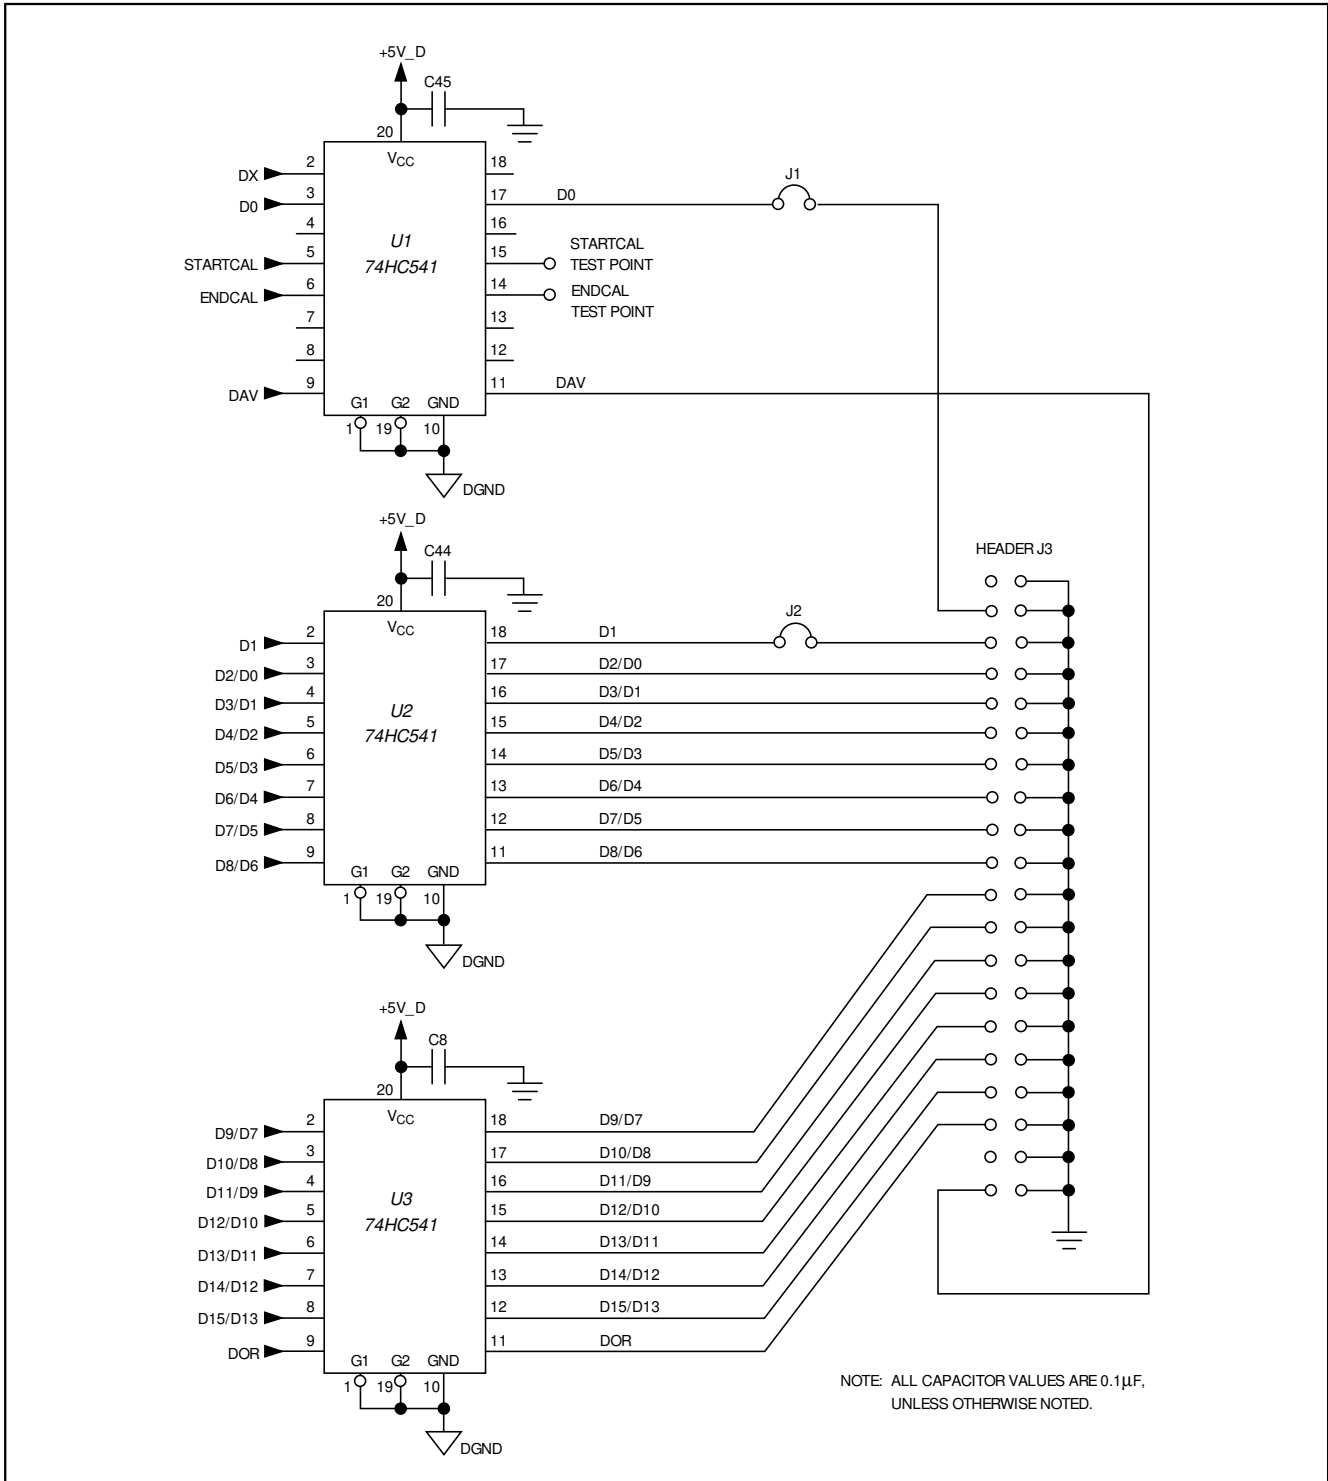 +5V_D
C45
20
VCC
DX 2 18
D0 3 17 D0 J1
4 16
U1
74HC541
STARTCAL 5 15 STARTCAL
TEST POINT
ENDCAL 6 14 ENDCAL
TEST POINT
7 13
8 12
DAV 9 11 DAV
G1 G2 GND
1 19 10
DGND
+5V_D
C44
HEADER J3
20
VCC
D1 2 18 D1 J2
D2/D0 3 17 D2/D0
D3/D1 4 16 D3/D1
U2
74HC541
D4/D2 5 15 D4/D2
D5/D3 6 14 D5/D3
D6/D4 7 13 D6/D4
D7/D5 8 12 D7/D5
D8/D6 9 11 D8/D6
G1 G2 GND
1 19 10
DGND
+5V_D
C8
20
VCC
D9/D7 2 18 D9/D7
D10/D8 3 17 D10/D8
D11/D9 4 16 D11/D9
U3
74HC541
D12/D10 5 15 D12/D10
D13/D11 6 14 D13/D11
D14/D12 7 13 D14/D12
D15/D13 8 12 D15/D13
DOR 9 11 DOR
G1 G2 GND
1 19 10
DGND
NOTE: ALL CAPACITOR VALUES ARE 0.1µF,
UNLESS OTHERWISE NOTED.